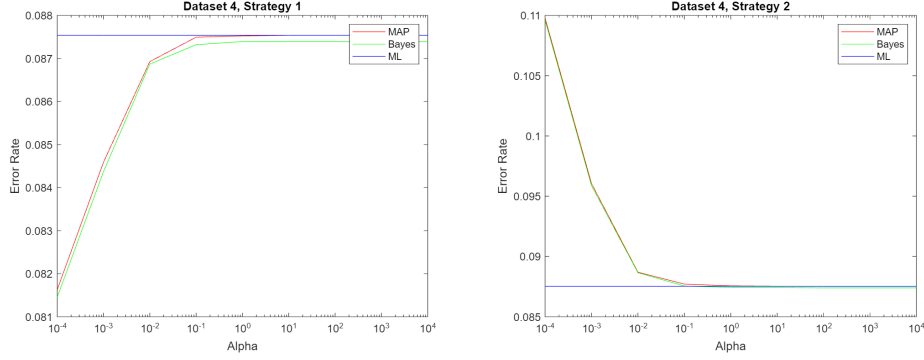 Dataset 4, Strategy 1
0.088
0.087
0.086
0.085
0.084
0.083
0.082
0.081
Error Rate
MAP
Bayes
ML
10^-4 10^-3 10^-2 10^-1 10^0 10^1 10^2 10^3 10^4
Alpha
Dataset 4, Strategy 2
0.11
0.105
0.1
0.095
0.09
0.085
Error Rate
MAP
Bayes
ML
10^-4 10^-3 10^-2 10^-1 10^0 10^1 10^2 10^3 10^4
Alpha